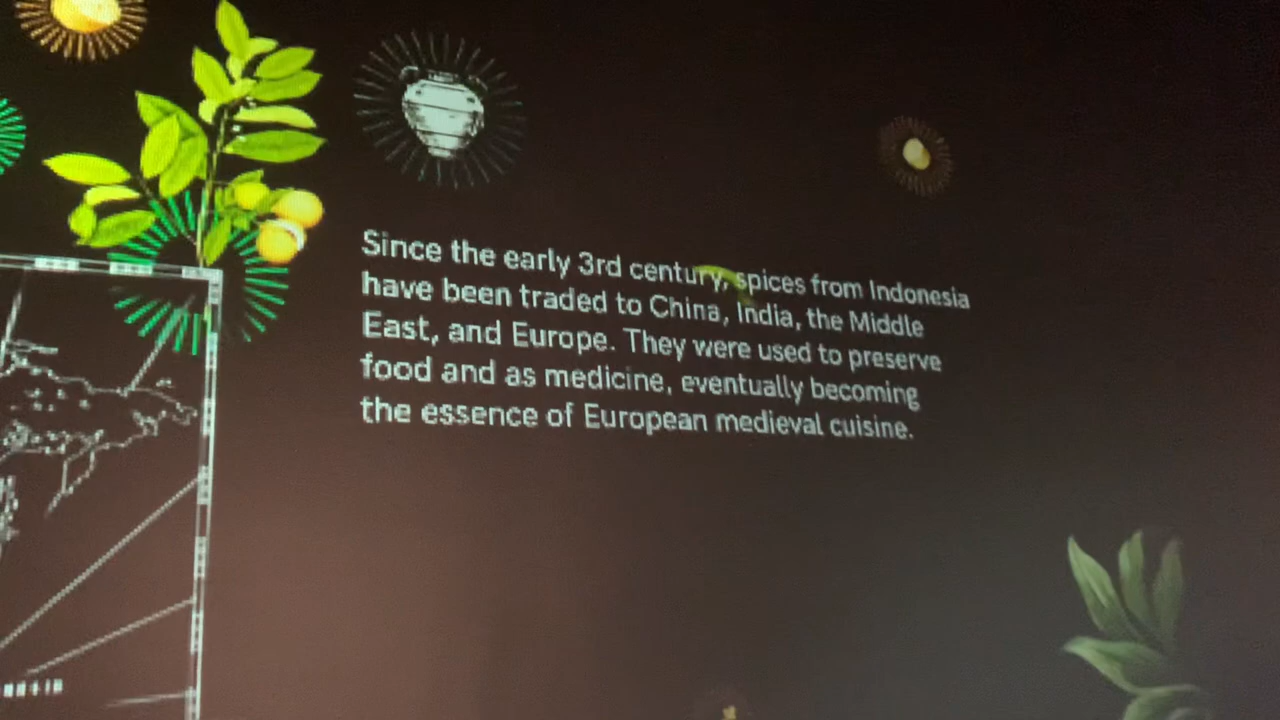 Since the early 3rd century, spices from Indonesia
have been traded to China, India, the Middle
East, and Europe. They were used to preserve
food and as medicine, eventually becoming
the essence of European medieval cuisine.